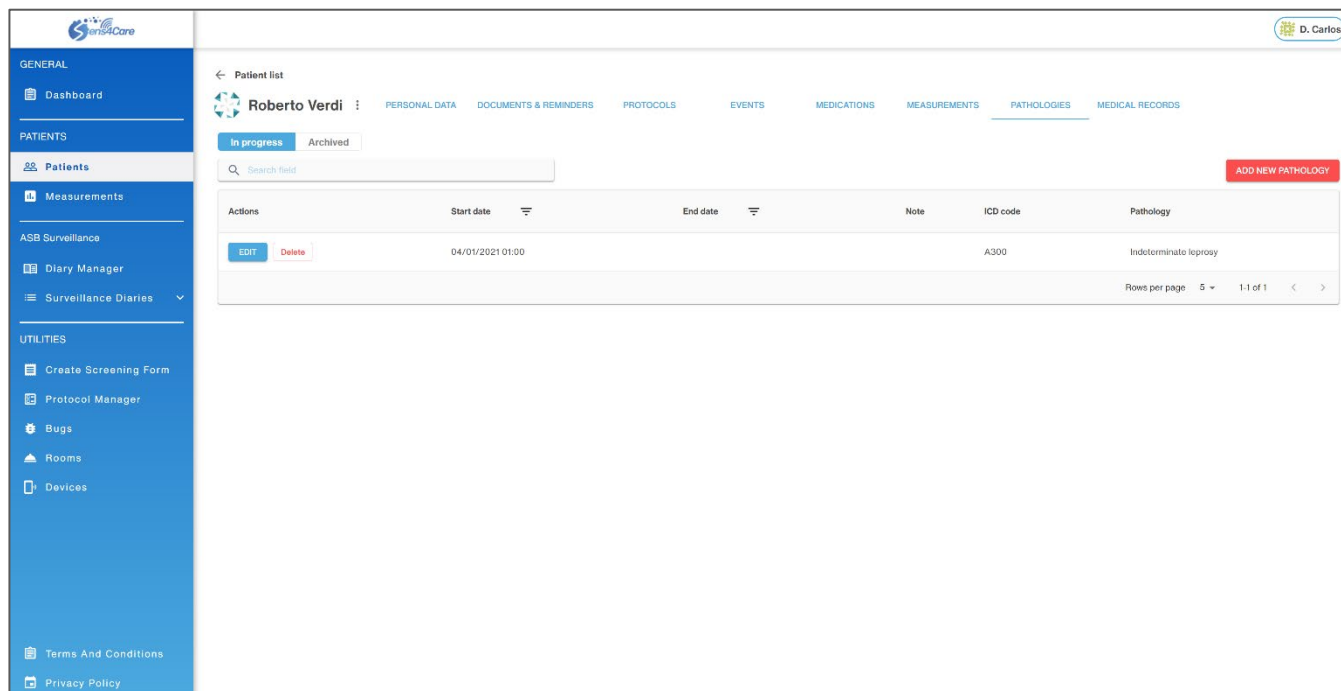 Sens4Care
D. Carlos
GENERAL
Dashboard
PATIENTS
Patients
Measurements
ASB Surveillance
Diary Manager
Surveillance Diaries
UTILITIES
Create Screening Form
Protocol Manager
Bugs
Rooms
Devices
Terms And Conditions
Privacy Policy
Patient list
Roberto Verdi PERSONAL DATA DOCUMENTS & REMINDERS PROTOCOLS EVENTS MEDICATIONS MEASUREMENTS PATHOLOGIES MEDICAL RECORDS
In progress Archived
Search field ADD NEW PATHOLOGY
Actions Start date End date Note ICD code Pathology
EDIT Delete 04/01/2021 01:00 A300 Indeterminate leprosy
Rows per page 5 1-1 of 1